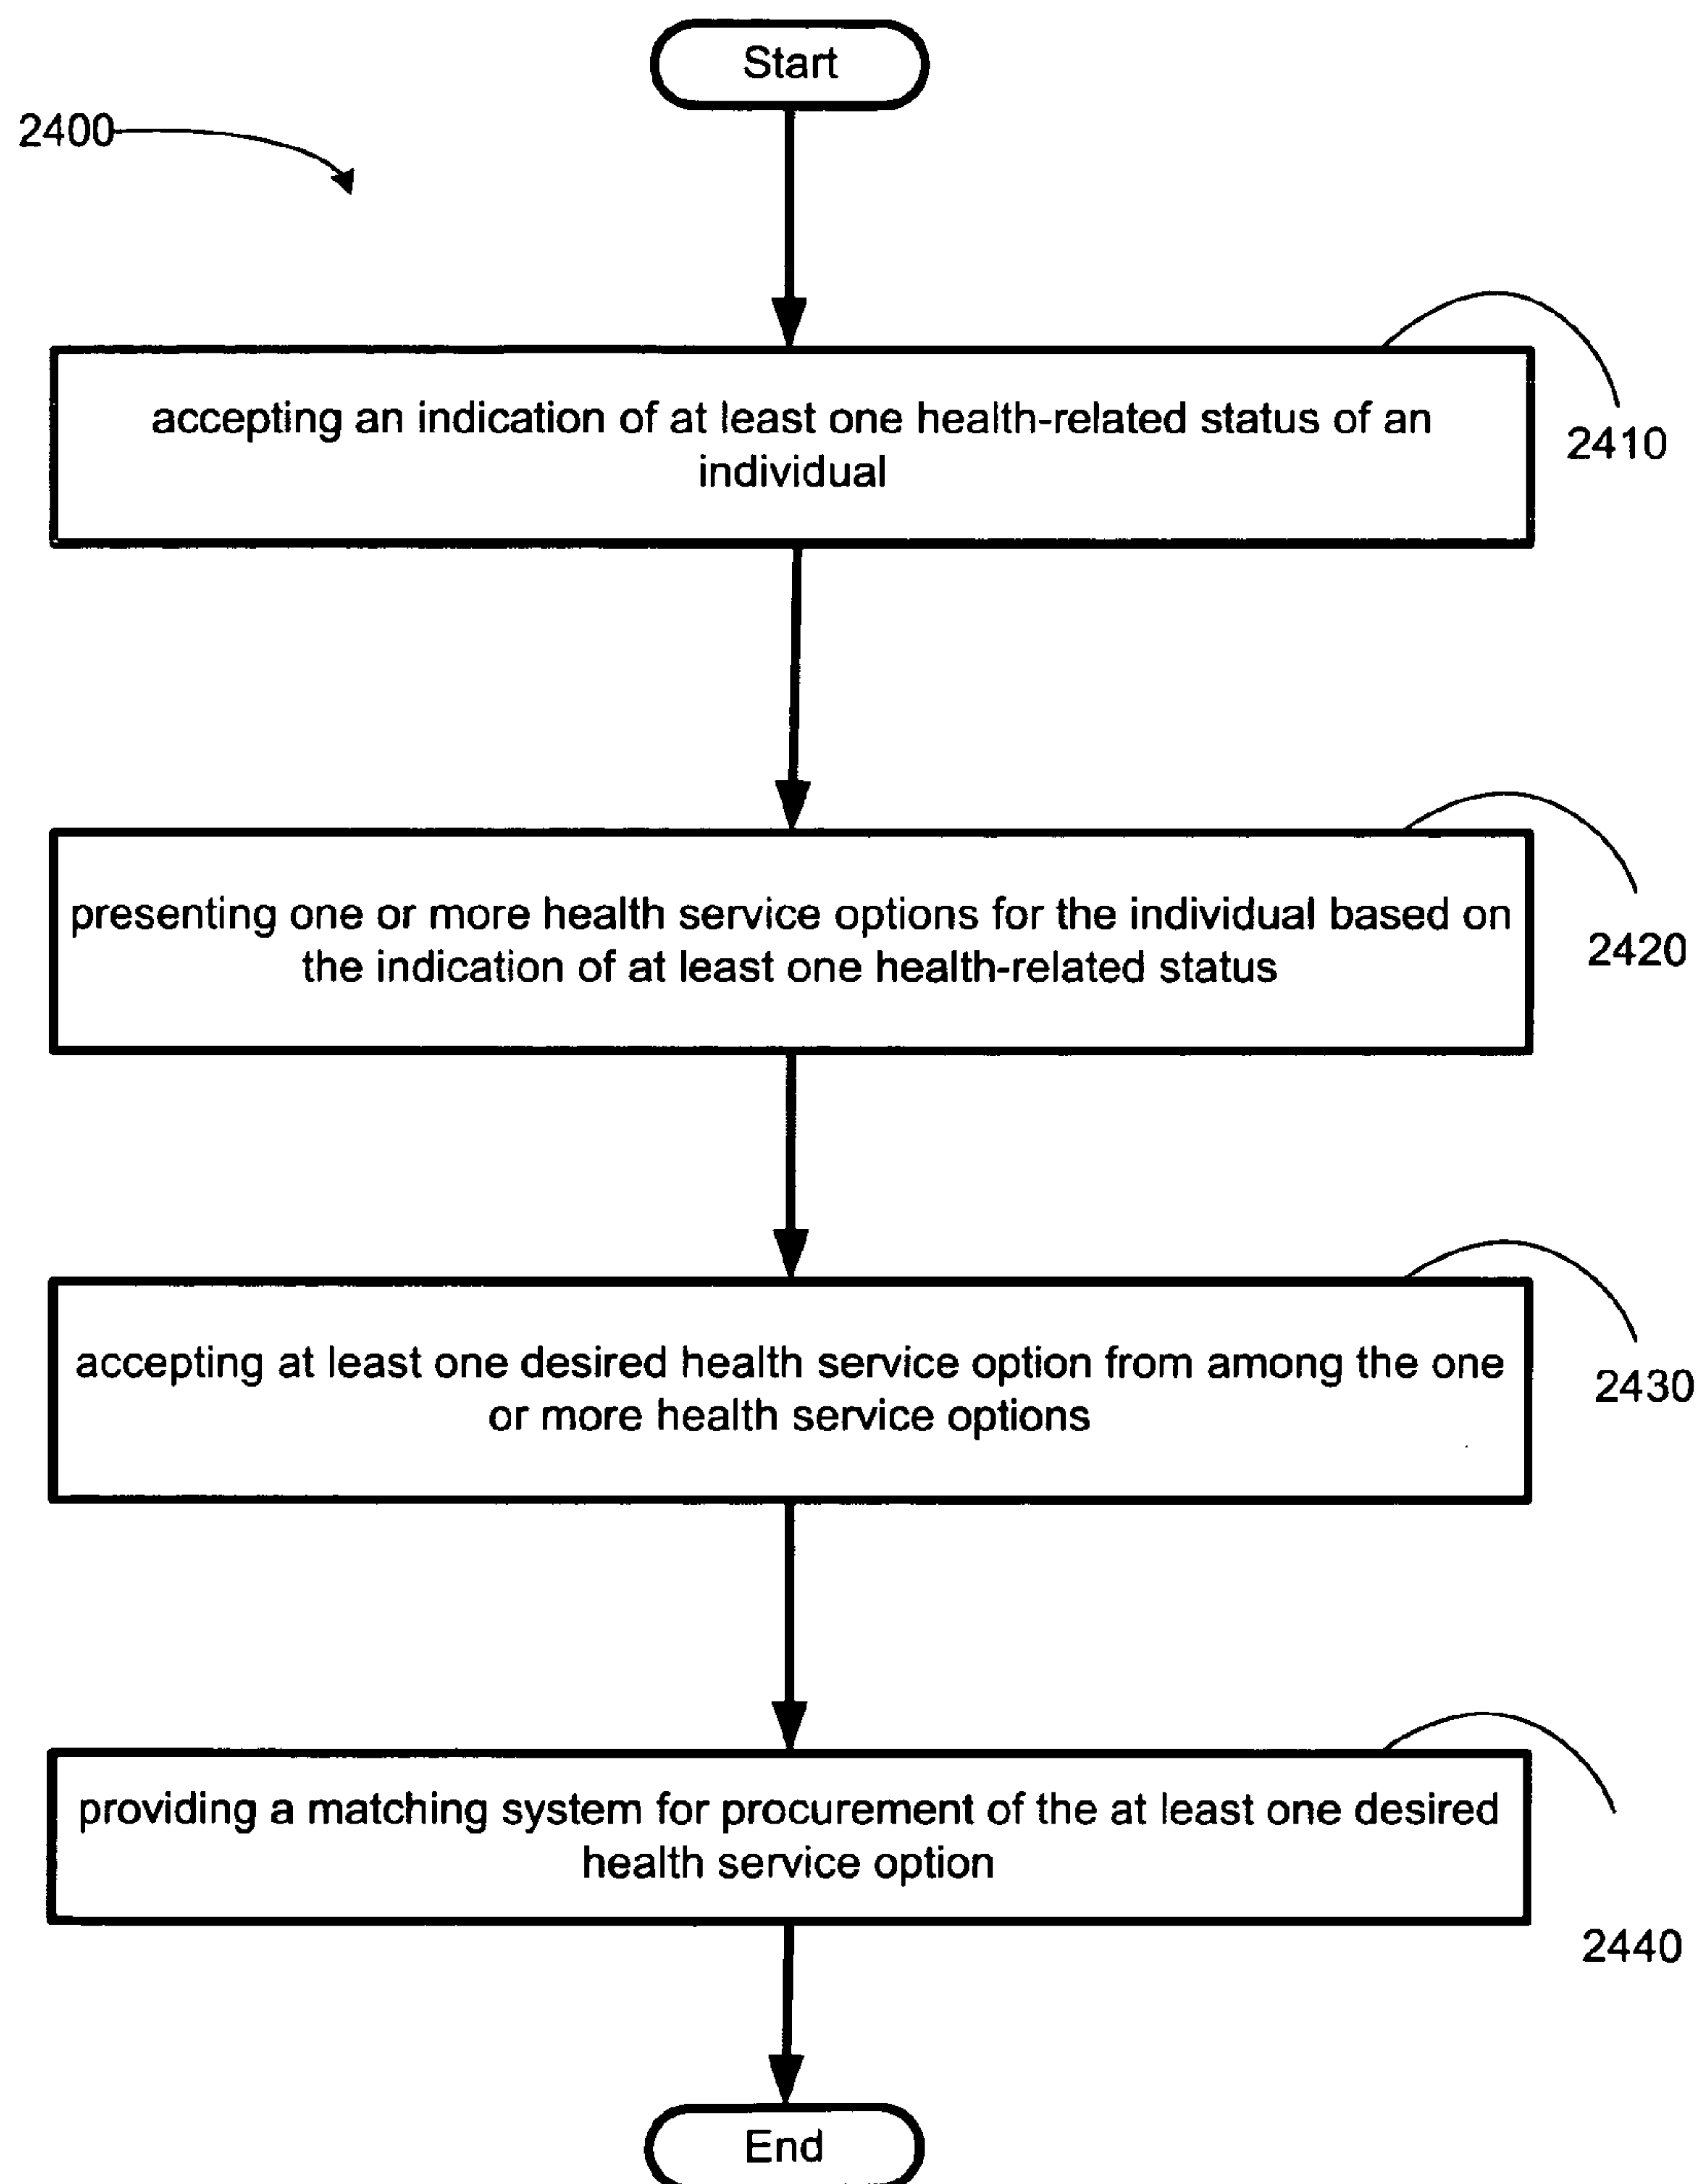 Start
2400
accepting an indication of at least one health-related status of an
individual
2410
presenting one or more health service options for the individual based on
the indication of at least one health-related status
2420
accepting at least one desired health service option from among the one
or more health service options
2430
providing a matching system for procurement of the at least one desired
health service option
2440
End